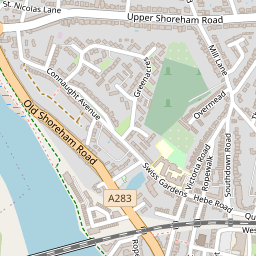 St. Nicolas Lane
Upper Shoreham Road
Mill Lane
Connaught Avenue
Greenacre
Overmead
Old Shoreham Road
Swiss Gardens
Victoria Road
Ropewalk
Southdown Road
A283
Hebe Road